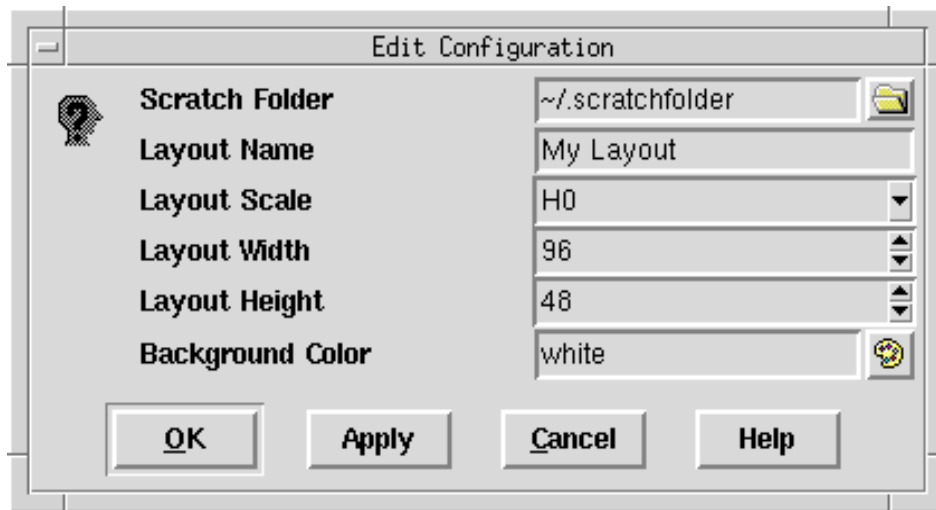 Edit Configuration
Scratch Folder ~/.scratchfolder
Layout Name My Layout
Layout Scale H0
Layout Width 96
Layout Height 48
Background Color white
OK Apply Cancel Help